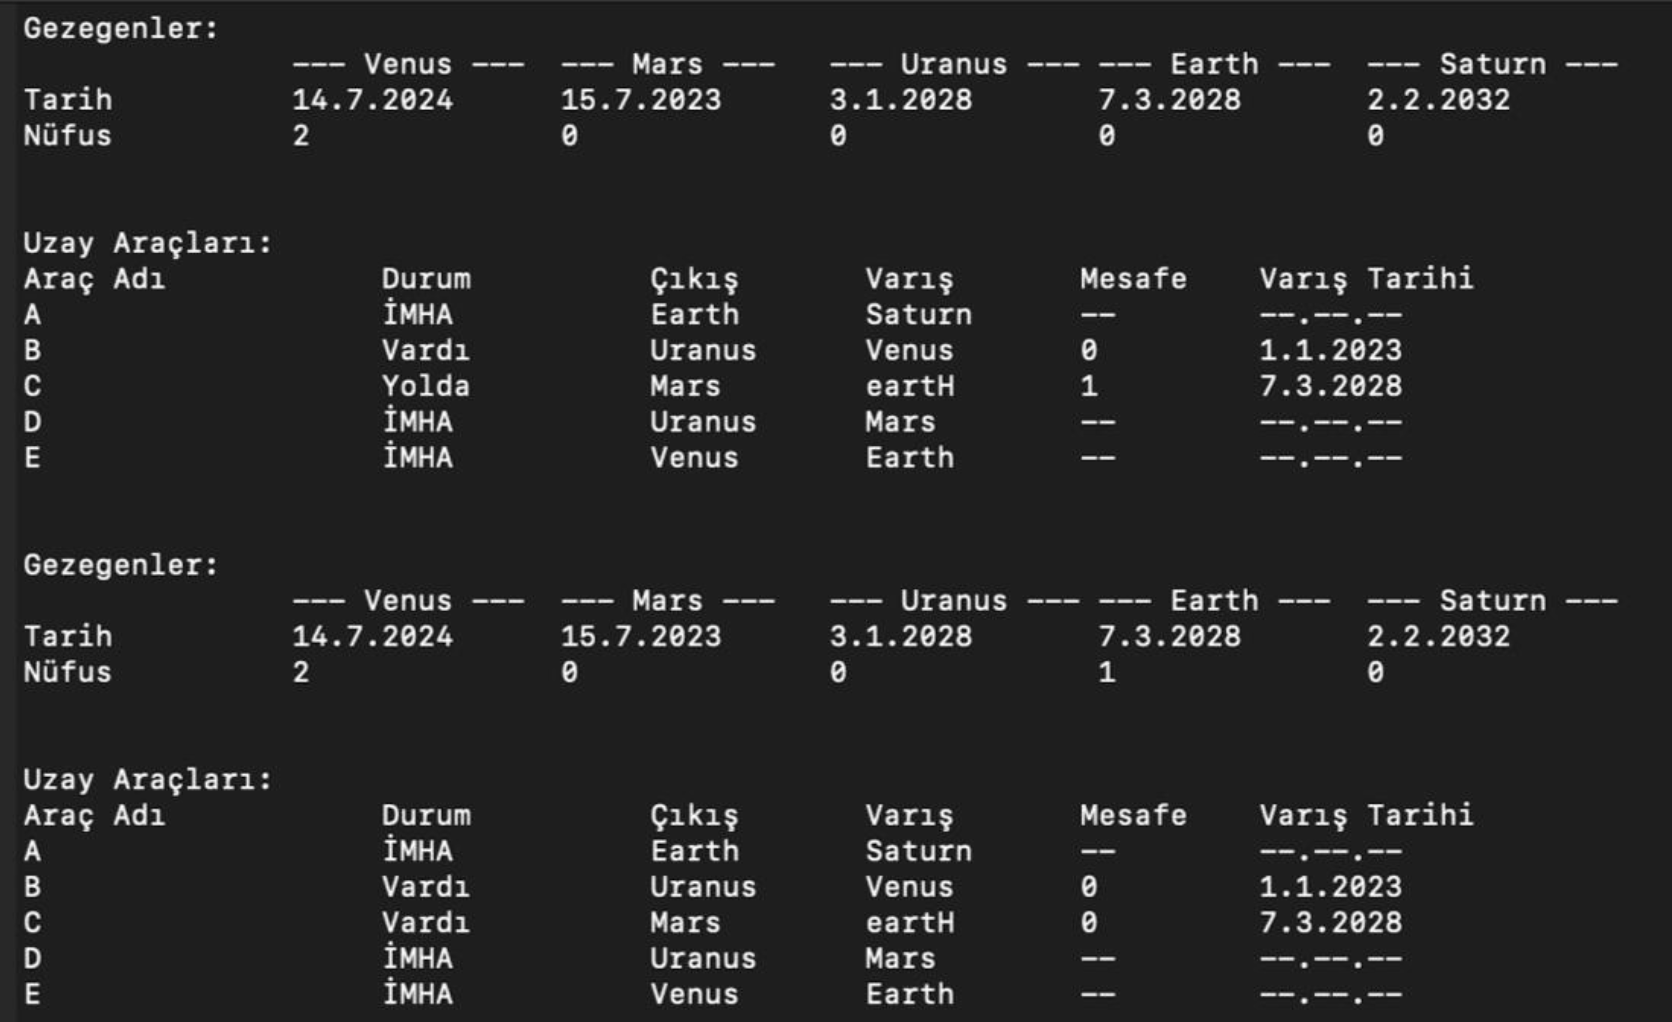 Gezegenler:
--- Venus --- --- Mars --- --- Uranus --- --- Earth --- --- Saturn ---
Tarih 14.7.2024 15.7.2023 3.1.2028 7.3.2028 2.2.2032
Nüfus 2 0 0 0 0
Uzay Araçları:
Araç Adı Durum Çıkış Varış Mesafe Varış Tarihi
A İMHA Earth Saturn -- --.--.--
B Vardı Uranus Venus 0 1.1.2023
C Yolda Mars eartH 1 7.3.2028
D İMHA Uranus Mars -- --.--.--
E İMHA Venus Earth -- --.--.--
Gezegenler:
--- Venus --- --- Mars --- --- Uranus --- --- Earth --- --- Saturn ---
Tarih 14.7.2024 15.7.2023 3.1.2028 7.3.2028 2.2.2032
Nüfus 2 0 0 1 0
Uzay Araçları:
Araç Adı Durum Çıkış Varış Mesafe Varış Tarihi
A İMHA Earth Saturn -- --.--.--
B Vardı Uranus Venus 0 1.1.2023
C Vardı Mars eartH 0 7.3.2028
D İMHA Uranus Mars -- --.--.--
E İMHA Venus Earth -- --.--.--